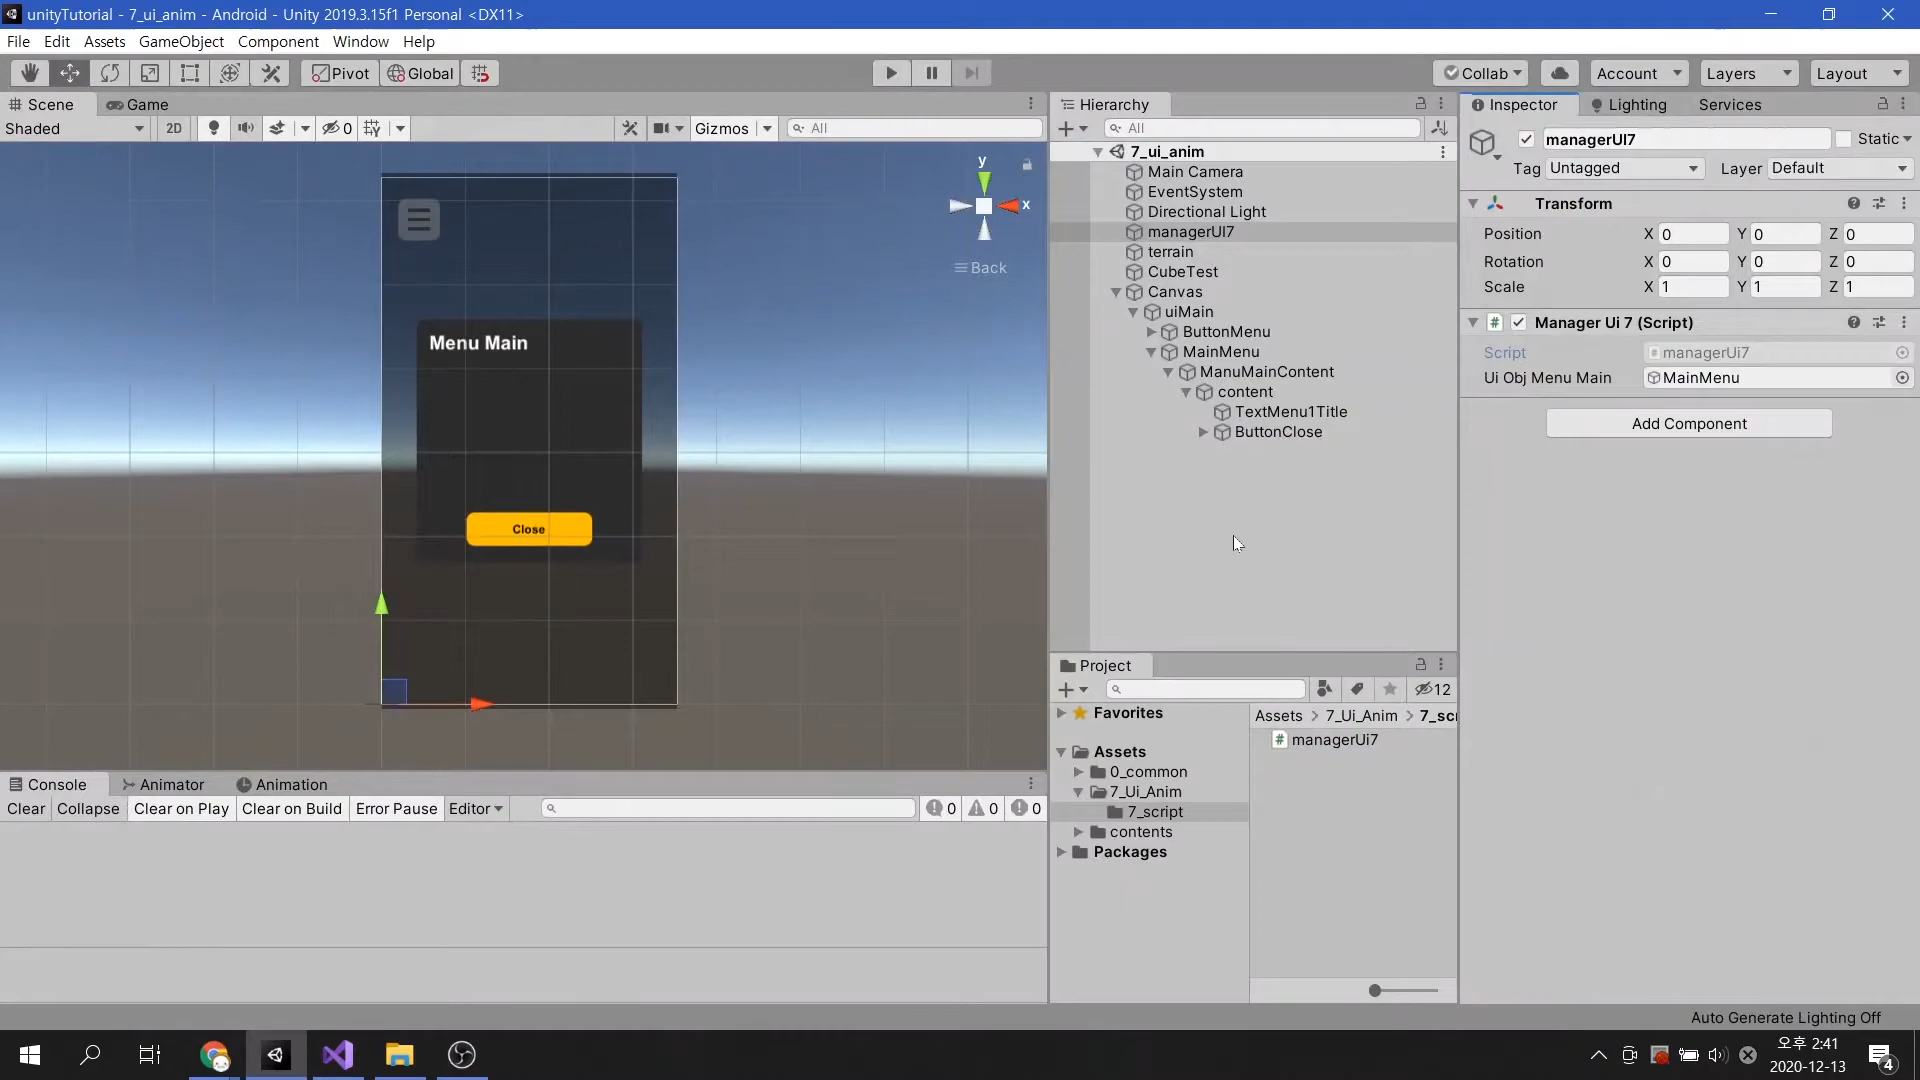 unityTutorial - 7_ui_anim - Android - Unity 2019.3.15f1 Personal <DX11>
File Edit Assets GameObject Component Window Help
Pivot Global Collab Account Layers Layout
Scene Game
Shaded 2D 0 Gizmos All
y
x
Back
Menu Main
Close
Hierarchy
All
7_ui_anim
Main Camera
EventSystem
Directional Light
managerUI7
terrain
CubeTest
Canvas
uiMain
ButtonMenu
MainMenu
ManuMainContent
content
TextMenu1Title
ButtonClose
Inspector Lighting Services
managerUI7 Static
Tag Untagged Layer Default
Transform
Position X 0 Y 0 Z 0
Rotation X 0 Y 0 Z 0
Scale X 1 Y 1 Z 1
# Manager Ui 7 (Script)
Script # managerUi7
Ui Obj Menu Main MainMenu
Add Component
Project
12
Favorites
Assets
0_common
7_Ui_Anim
7_script
contents
Packages
Assets > 7_Ui_Anim > 7_scr
# managerUi7
Console Animator Animation
Clear Collapse Clear on Play Clear on Build Error Pause Editor 0 0 0
Auto Generate Lighting Off
오후 2:41
2020-12-13
4